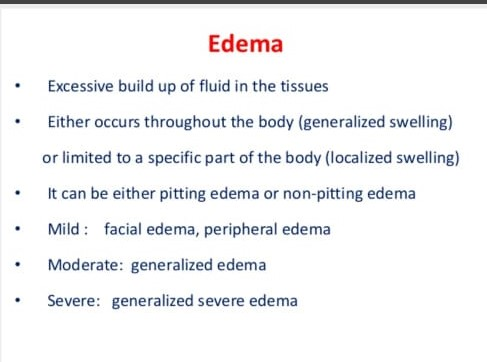 Edema
• Excessive build up of fluid in the tissues
• Either occurs throughout the body (generalized swelling)
or limited to a specific part of the body (localized swelling)
• It can be either pitting edema or non-pitting edema
• Mild : facial edema, peripheral edema
• Moderate: generalized edema
• Severe: generalized severe edema